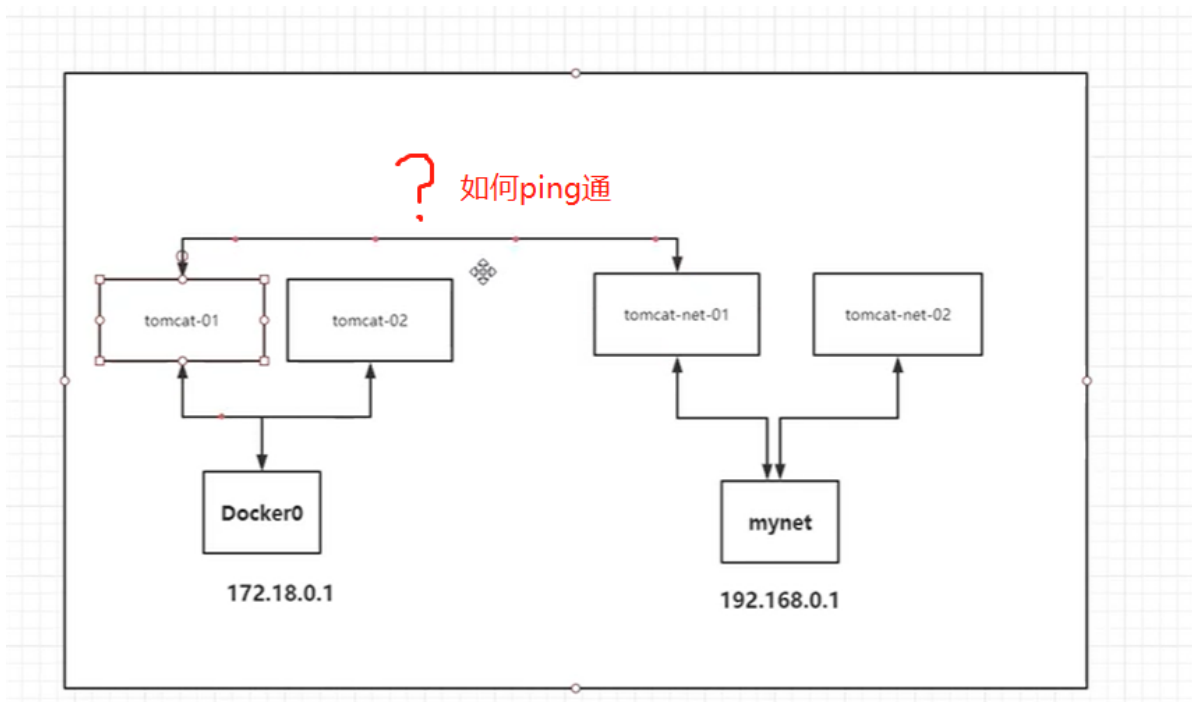 ? 如何ping通
tomcat-01
tomcat-02
tomcat-net-01
tomcat-net-02
Docker0
mynet
172.18.0.1
192.168.0.1